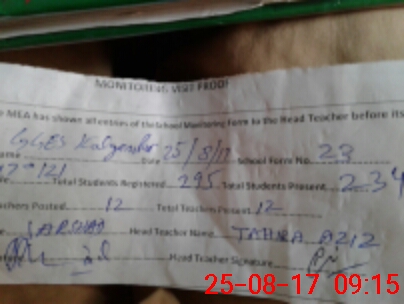 MONITORING VISIT PROOF
MEA has shown all entries of the School Monitoring Form to the Head Teacher before its
GGES Date 25/8/17 School Form No. 23
Total Students Registered 295 Total Students Present 234
Teachers Posted 12 Total Teachers Present 12
ARSHAD Head Teacher Name TAHIRA AZIZ
Head Teacher Signature
25-08-17 09:15